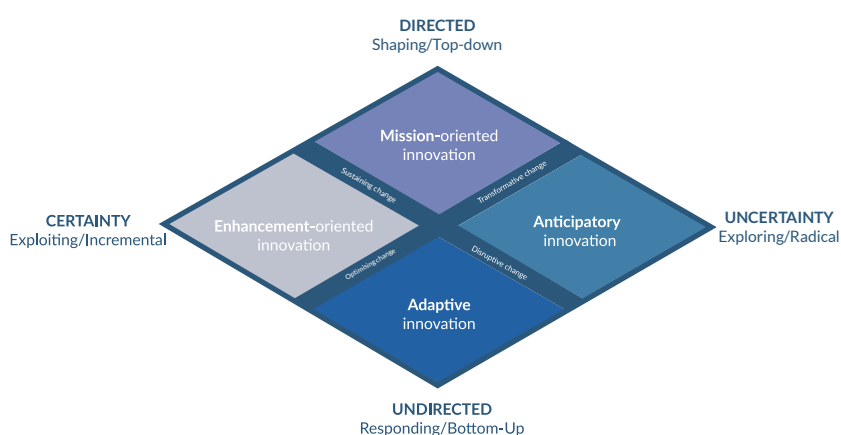 DIRECTED
Shaping/Top-down
Mission-oriented
innovation
Sustaining change
Transformative change
CERTAINTY
Exploiting/Incremental
Enhancement-oriented
innovation
Anticipatory
innovation
UNCERTAINTY
Exploring/Radical
Optimising change
Disruptive change
Adaptive
innovation
UNDIRECTED
Responding/Bottom-Up